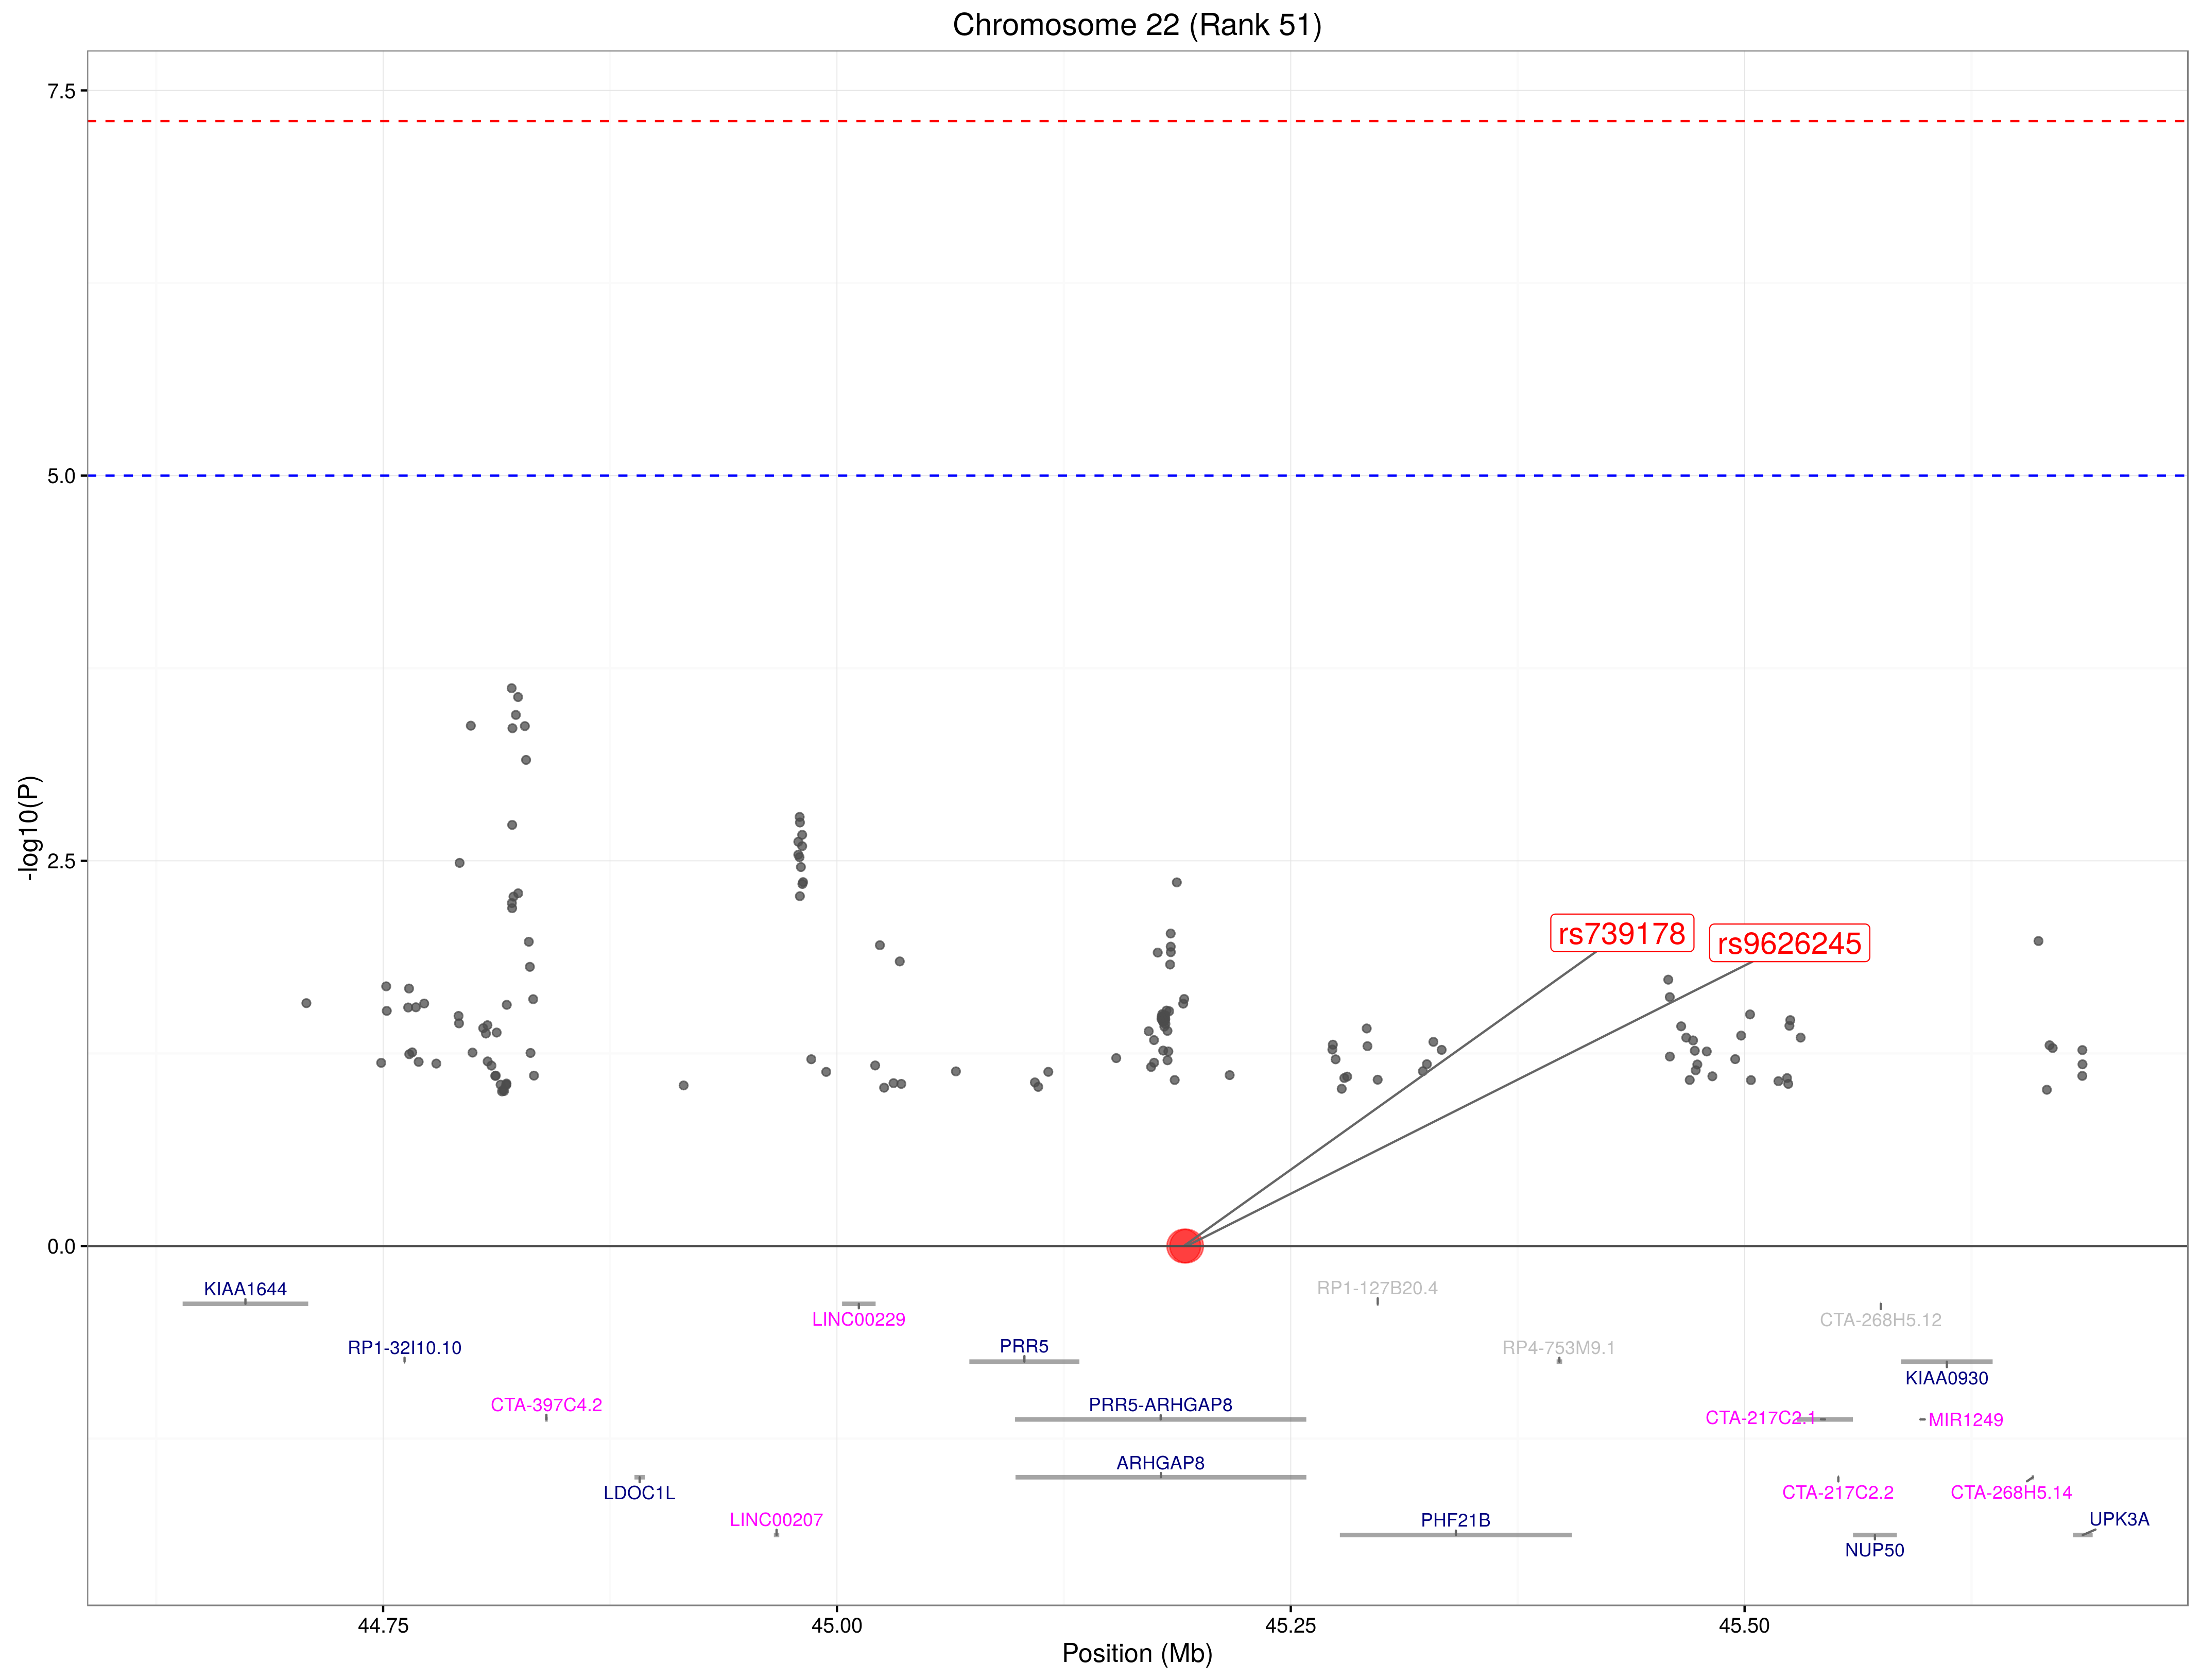 Chromosome 22 (Rank 51)
7.5
5.0
2.5
0.0
-log10(P)
rs739178
rs9626245
KIAA1644
RP1-127B20.4
LINC00229
CTA-268H5.12
RP1-32I10.10
PRR5
RP4-753M9.1
KIAA0930
CTA-397C4.2
PRR5-ARHGAP8
CTA-217C2.1
MIR1249
ARHGAP8
LDOC1L
CTA-217C2.2
CTA-268H5.14
LINC00207
PHF21B
UPK3A
NUP50
44.75
45.00
45.25
45.50
Position (Mb)